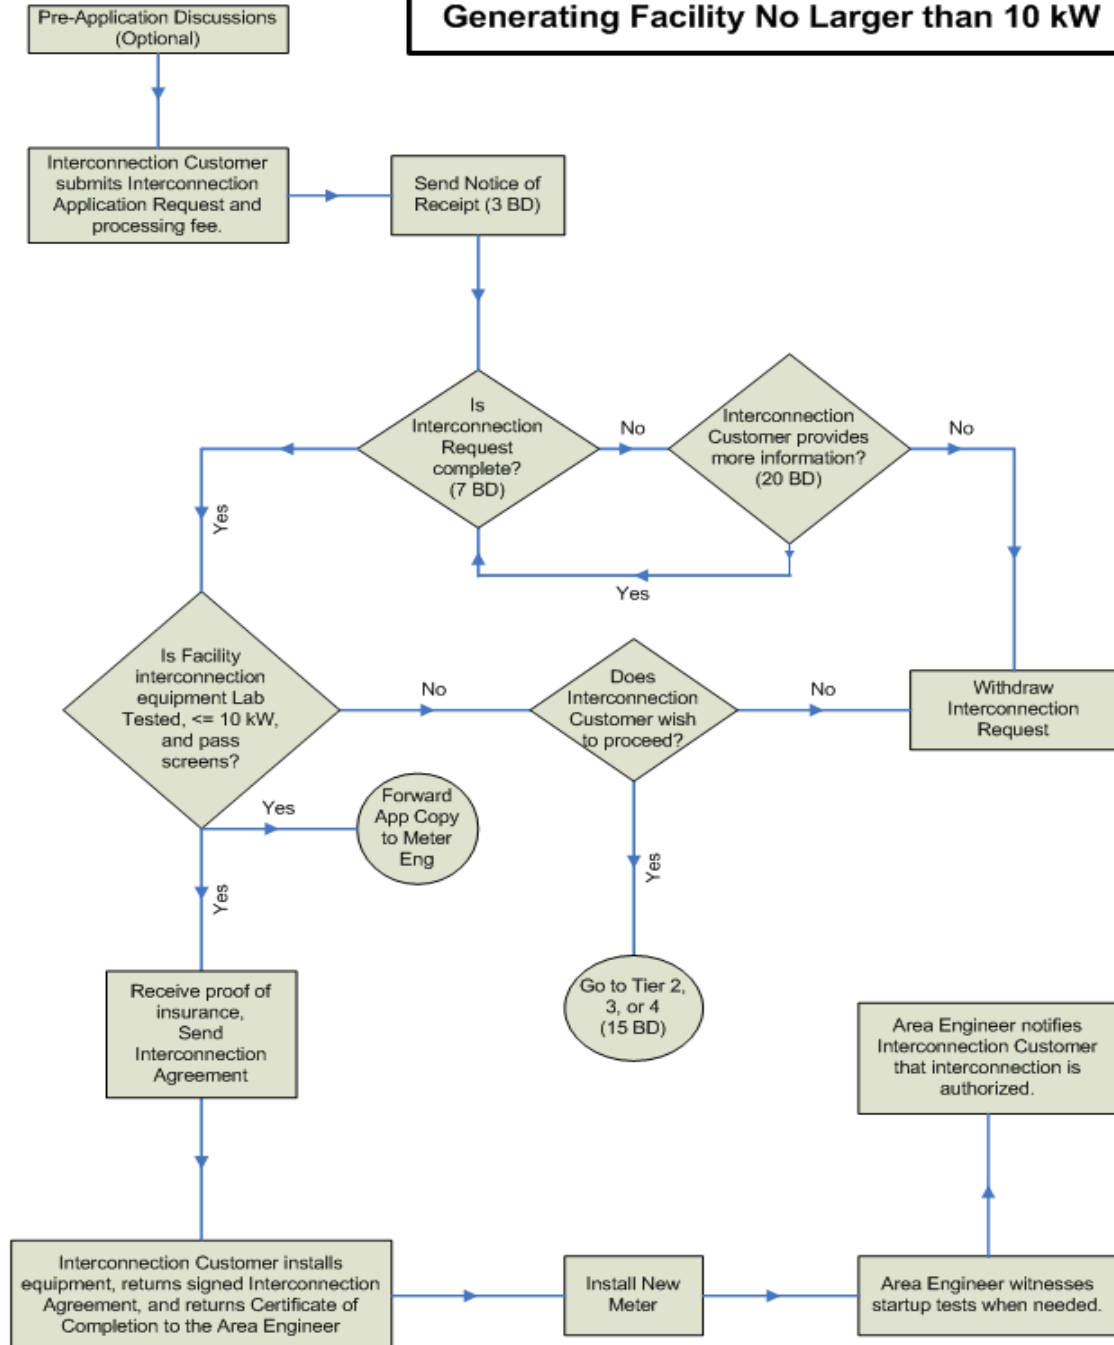 Generating Facility No Larger than 10 kW
Pre-Application Discussions
(Optional)
Interconnection Customer
submits Interconnection
Application Request and
processing fee.
Send Notice of
Receipt (3 BD)
Is
Interconnection
Request
complete?
(7 BD)
No
Interconnection
Customer provides
more information?
(20 BD)
No
Yes
Yes
Is Facility
interconnection
equipment Lab
Tested, <= 10 kW,
and pass
screens?
No
Does
Interconnection
Customer wish
to proceed?
No
Withdraw
Interconnection
Request
Yes
Forward
App Copy
to Meter
Eng
Yes
Yes
Go to Tier 2,
3, or 4
(15 BD)
Receive proof of
insurance,
Send
Interconnection
Agreement
Area Engineer notifies
Interconnection Customer
that interconnection is
authorized.
Interconnection Customer installs
equipment, returns signed Interconnection
Agreement, and returns Certificate of
Completion to the Area Engineer
Install New
Meter
Area Engineer witnesses
startup tests when needed.